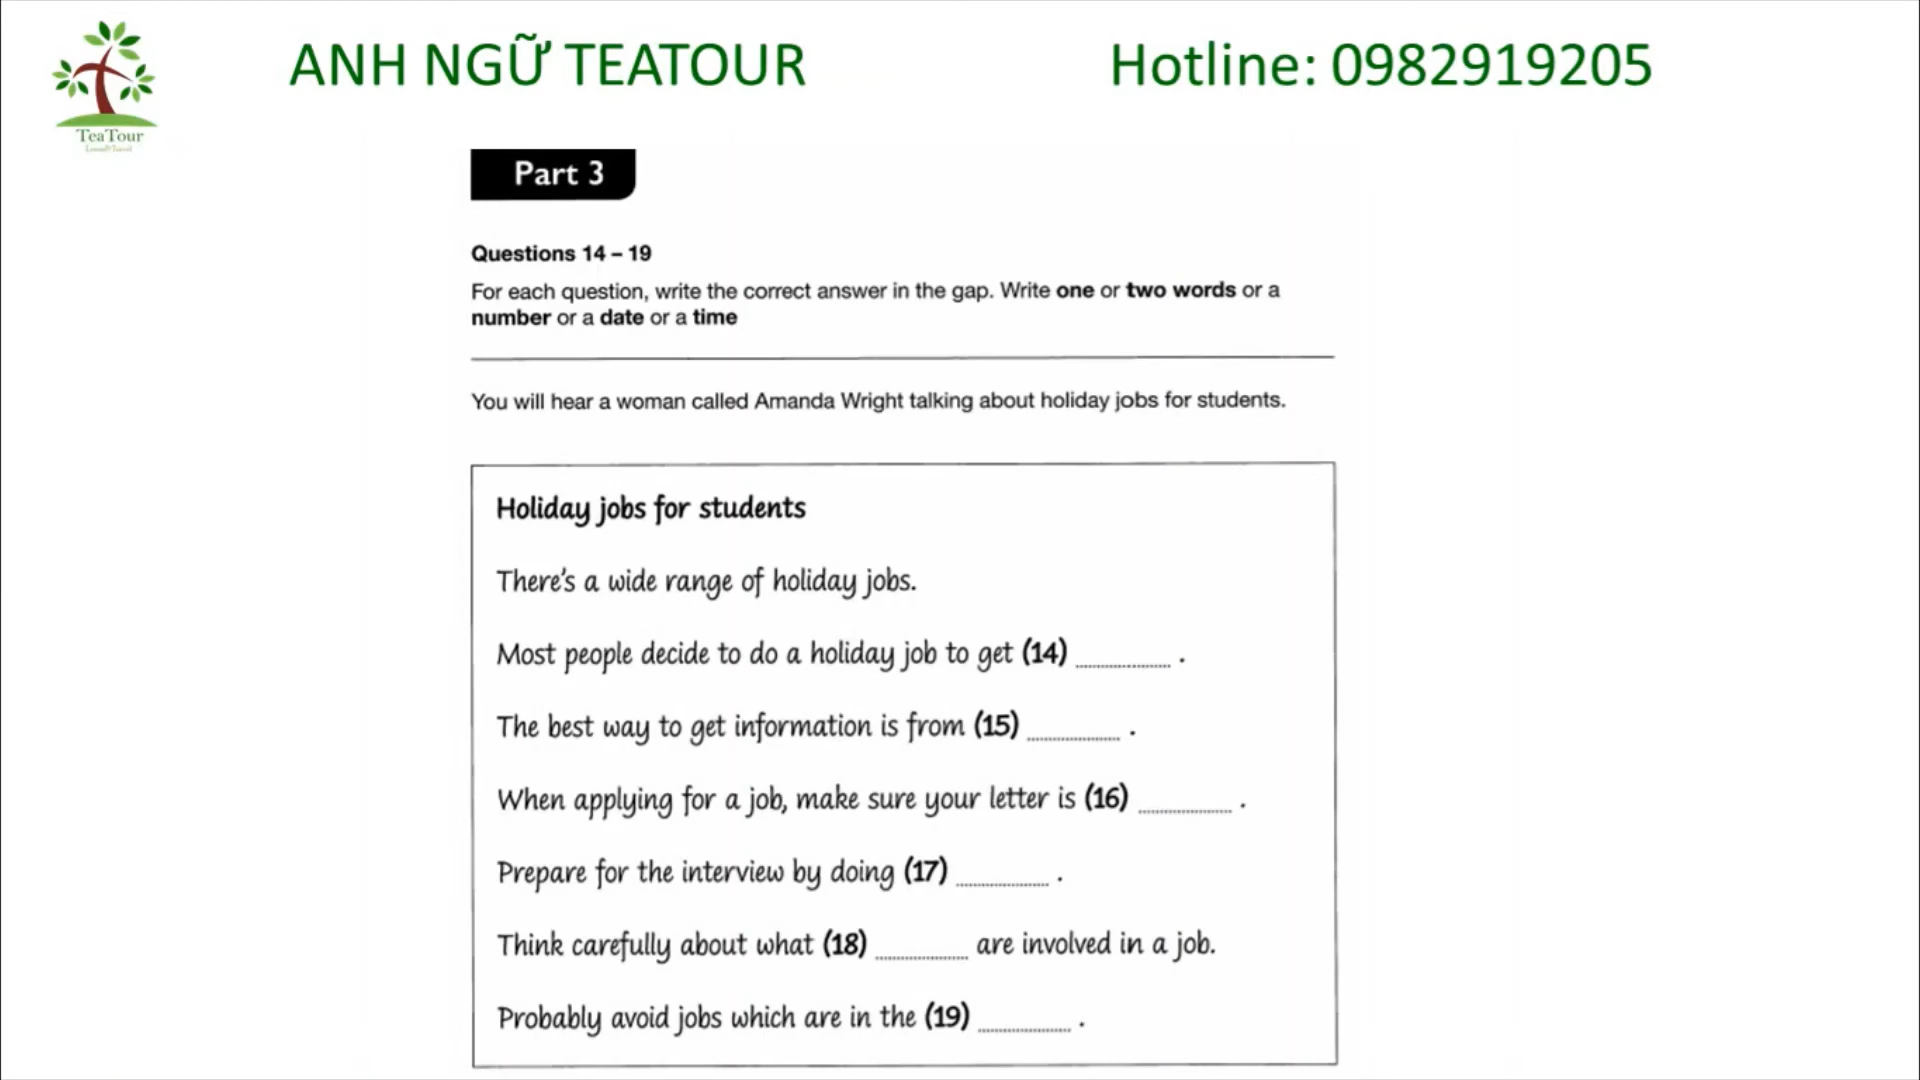 ANH NGỮ TEATOUR
Hotline: 0982919205
TeaTour
Part 3
Questions 14 – 19
For each question, write the correct answer in the gap. Write one or two words or a
number or a date or a time
You will hear a woman called Amanda Wright talking about holiday jobs for students.
Holiday jobs for students
There's a wide range of holiday jobs.
Most people decide to do a holiday job to get (14) .................... .
The best way to get information is from (15) .................... .
When applying for a job, make sure your letter is (16) .................... .
Prepare for the interview by doing (17) .................... .
Think carefully about what (18) .................... are involved in a job.
Probably avoid jobs which are in the (19) .................... .